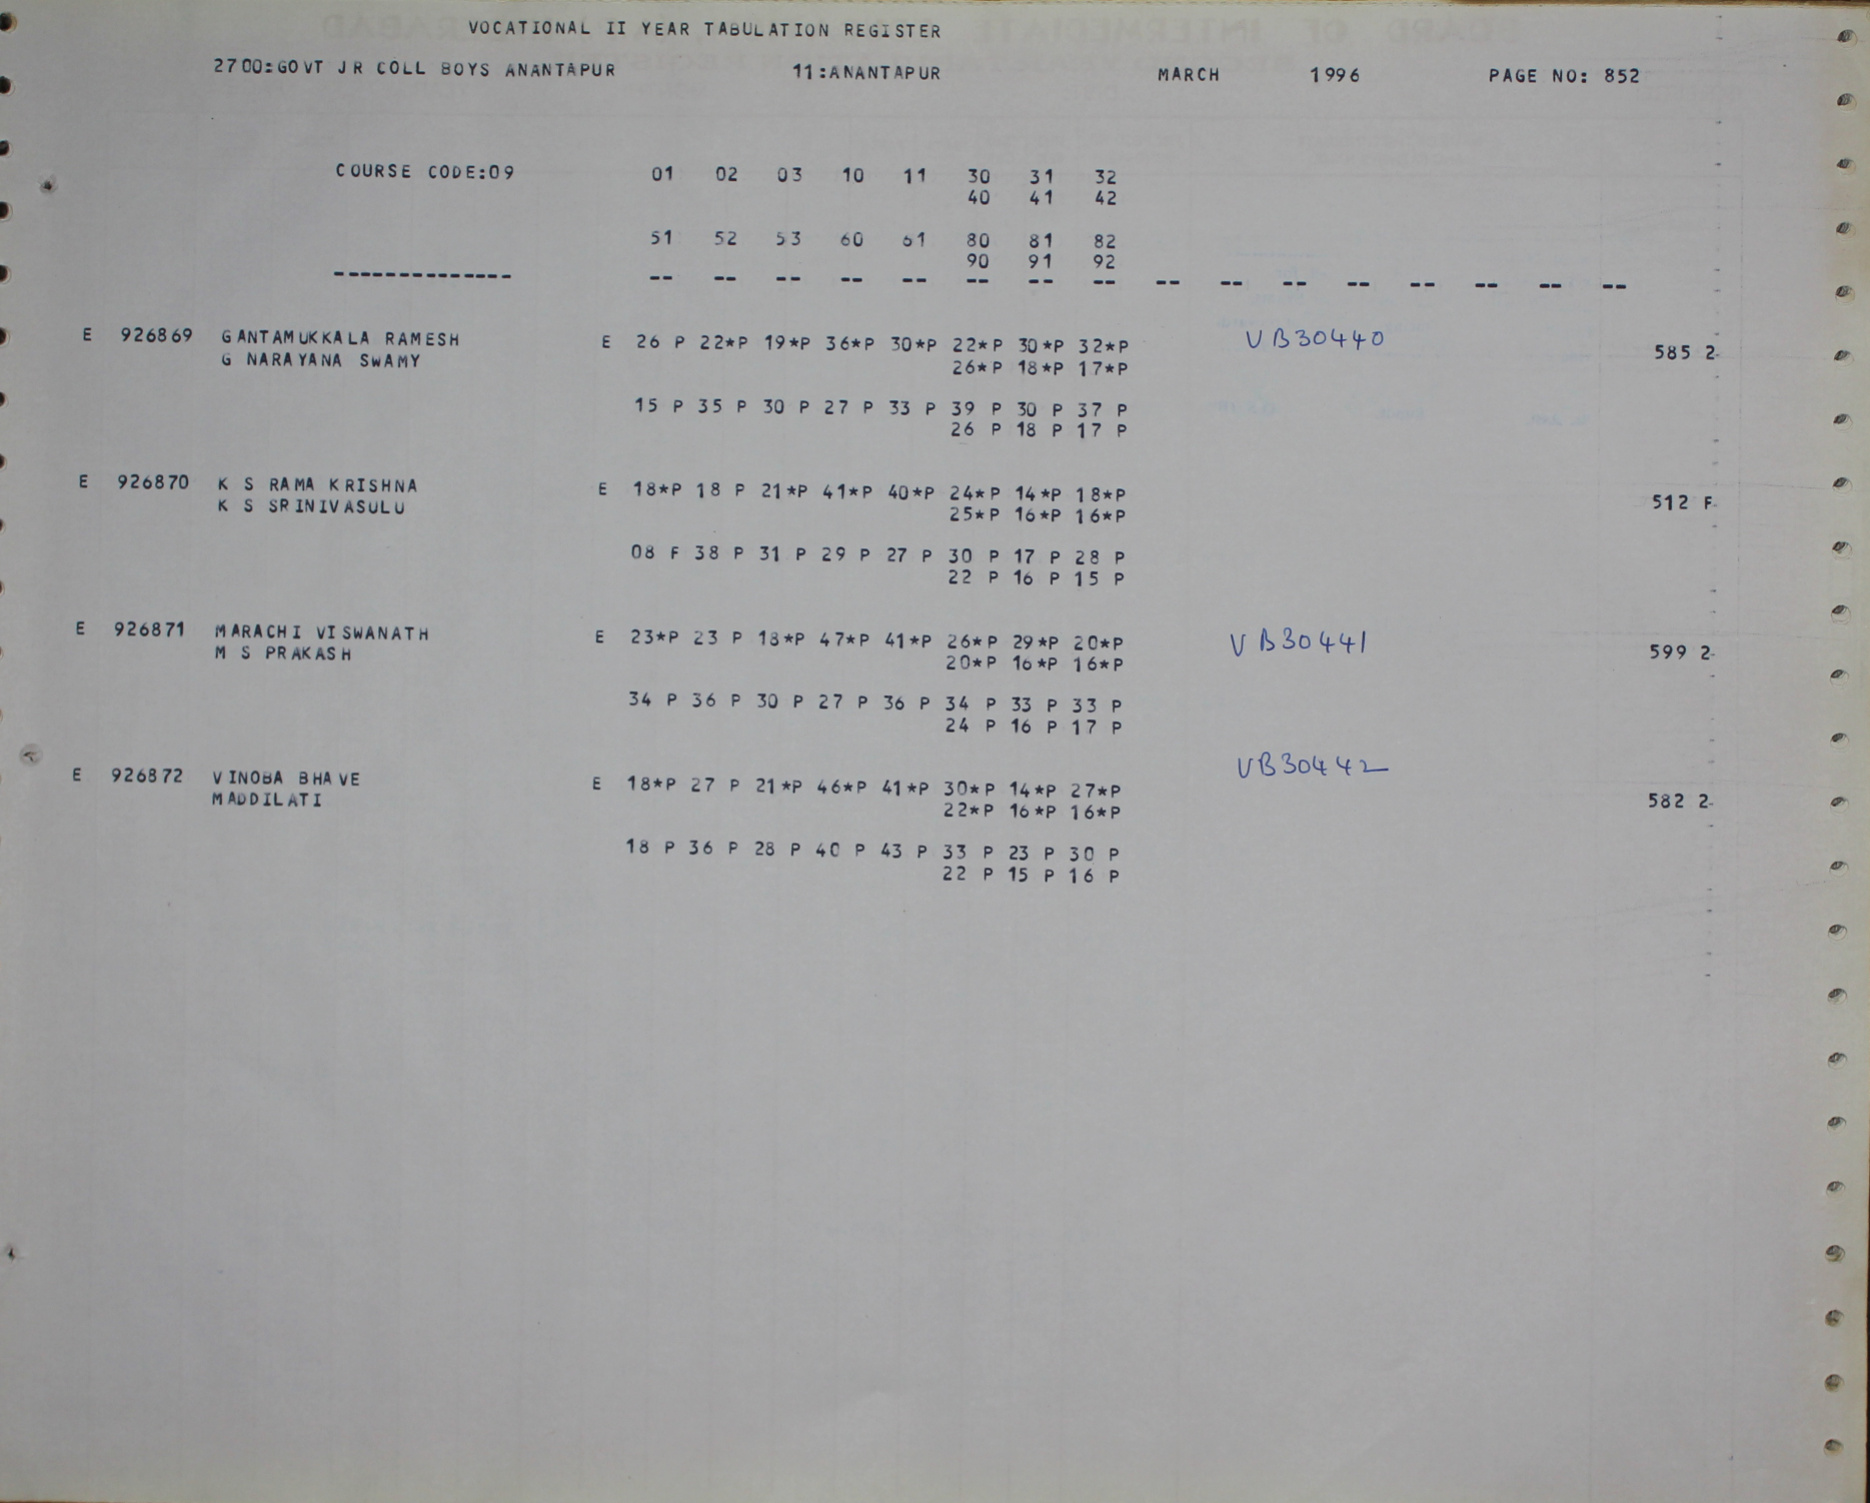 VOCATIONAL II YEAR TABULATION REGISTER
2700:GOVT JR COLL BOYS ANANTAPUR 11:ANANTAPUR MARCH 1996 PAGE NO: 852
COURSE CODE:09 01 02 03 10 11 30 31 32
40 41 42
51 52 53 60 61 80 81 82
90 91 92
-------------- -- -- -- -- -- -- -- -- -- -- -- -- -- -- -- --
E 926869 GANTAMUKKALA RAMESH E 26 P 22*P 19*P 36*P 30*P 22*P 30*P 32*P VB30440
G NARAYANA SWAMY 26*P 18*P 17*P 585 2
15 P 35 P 30 P 27 P 33 P 39 P 30 P 37 P
26 P 18 P 17 P
E 926870 K S RAMA KRISHNA E 18*P 18 P 21*P 41*P 40*P 24*P 14*P 18*P
K S SRINIVASULU 25*P 16*P 16*P 512 F
08 F 38 P 31 P 29 P 27 P 30 P 17 P 28 P
22 P 16 P 15 P
E 926871 MARACHI VISWANATH E 23*P 23 P 18*P 47*P 41*P 26*P 29*P 20*P VB30441
M S PRAKASH 20*P 16*P 16*P 599 2
34 P 36 P 30 P 27 P 36 P 34 P 33 P 33 P
24 P 16 P 17 P
E 926872 VINOBA BHAVE E 18*P 27 P 21*P 46*P 41*P 30*P 14*P 27*P VB30442
MADDILATI 22*P 16*P 16*P 582 2
18 P 36 P 28 P 40 P 43 P 33 P 23 P 30 P
22 P 15 P 16 P